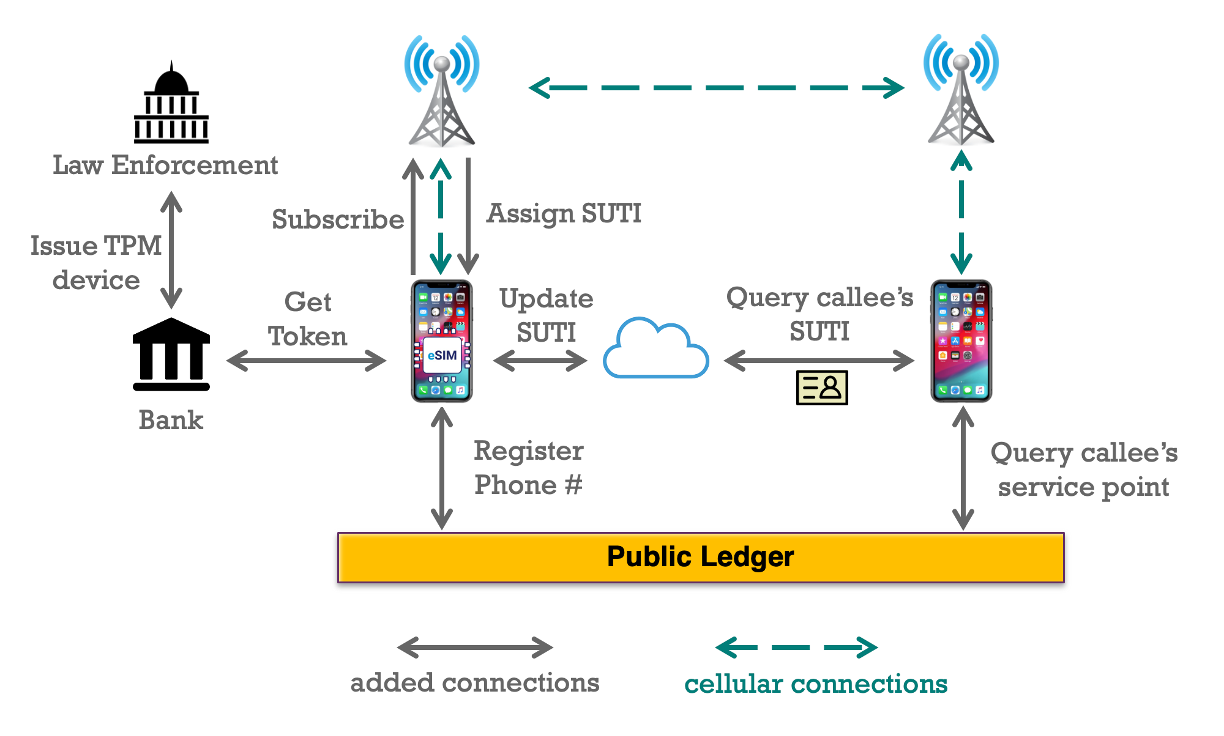 Law Enforcement
Subscribe
Assign SUTI
Issue TPM
device
Get
Token
Update
SUTI
Query callee's
SUTI
eSIM
Bank
Register
Phone #
Query callee's
service point
Public Ledger
added connections
cellular connections